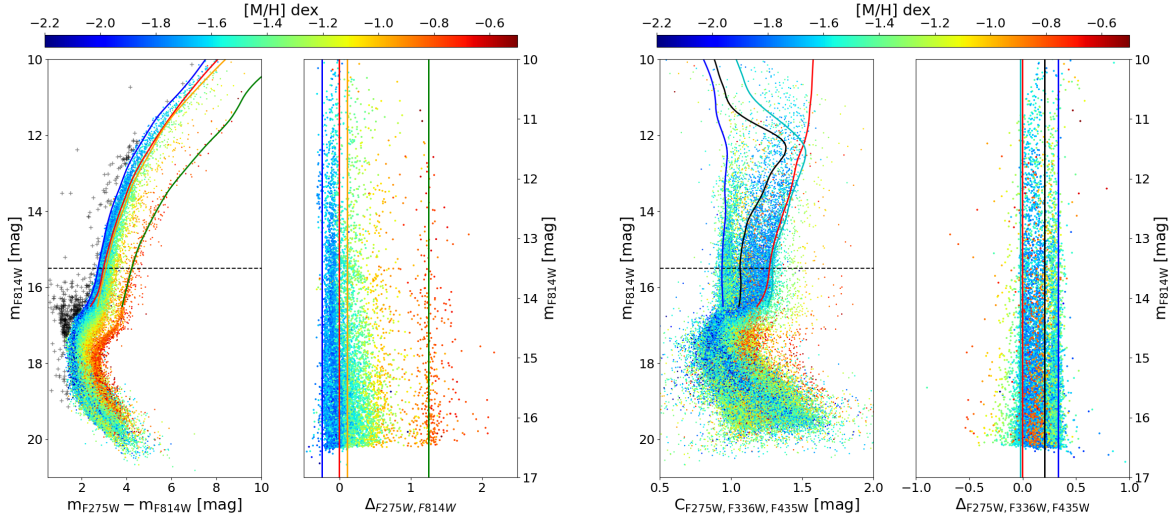 [M/H] dex
−2.2 −2.0 −1.8 −1.6 −1.4 −1.2 −1.0 −0.8 −0.6
10
12
14
16
18
20
m_F814W [mag]
2 4 6 8 10
m_F275W − m_F814W [mag]
10
11
12
13
14
15
16
17
m_F814W [mag]
0 1 2
Δ_F275W, F814W
[M/H] dex
−2.2 −2.0 −1.8 −1.6 −1.4 −1.2 −1.0 −0.8 −0.6
10
12
14
16
18
20
m_F814W [mag]
0.5 1.0 1.5 2.0
C_F275W, F336W, F435W [mag]
10
11
12
13
14
15
16
17
m_F814W [mag]
−1.0 −0.5 0.0 0.5 1.0
Δ_F275W, F336W, F435W